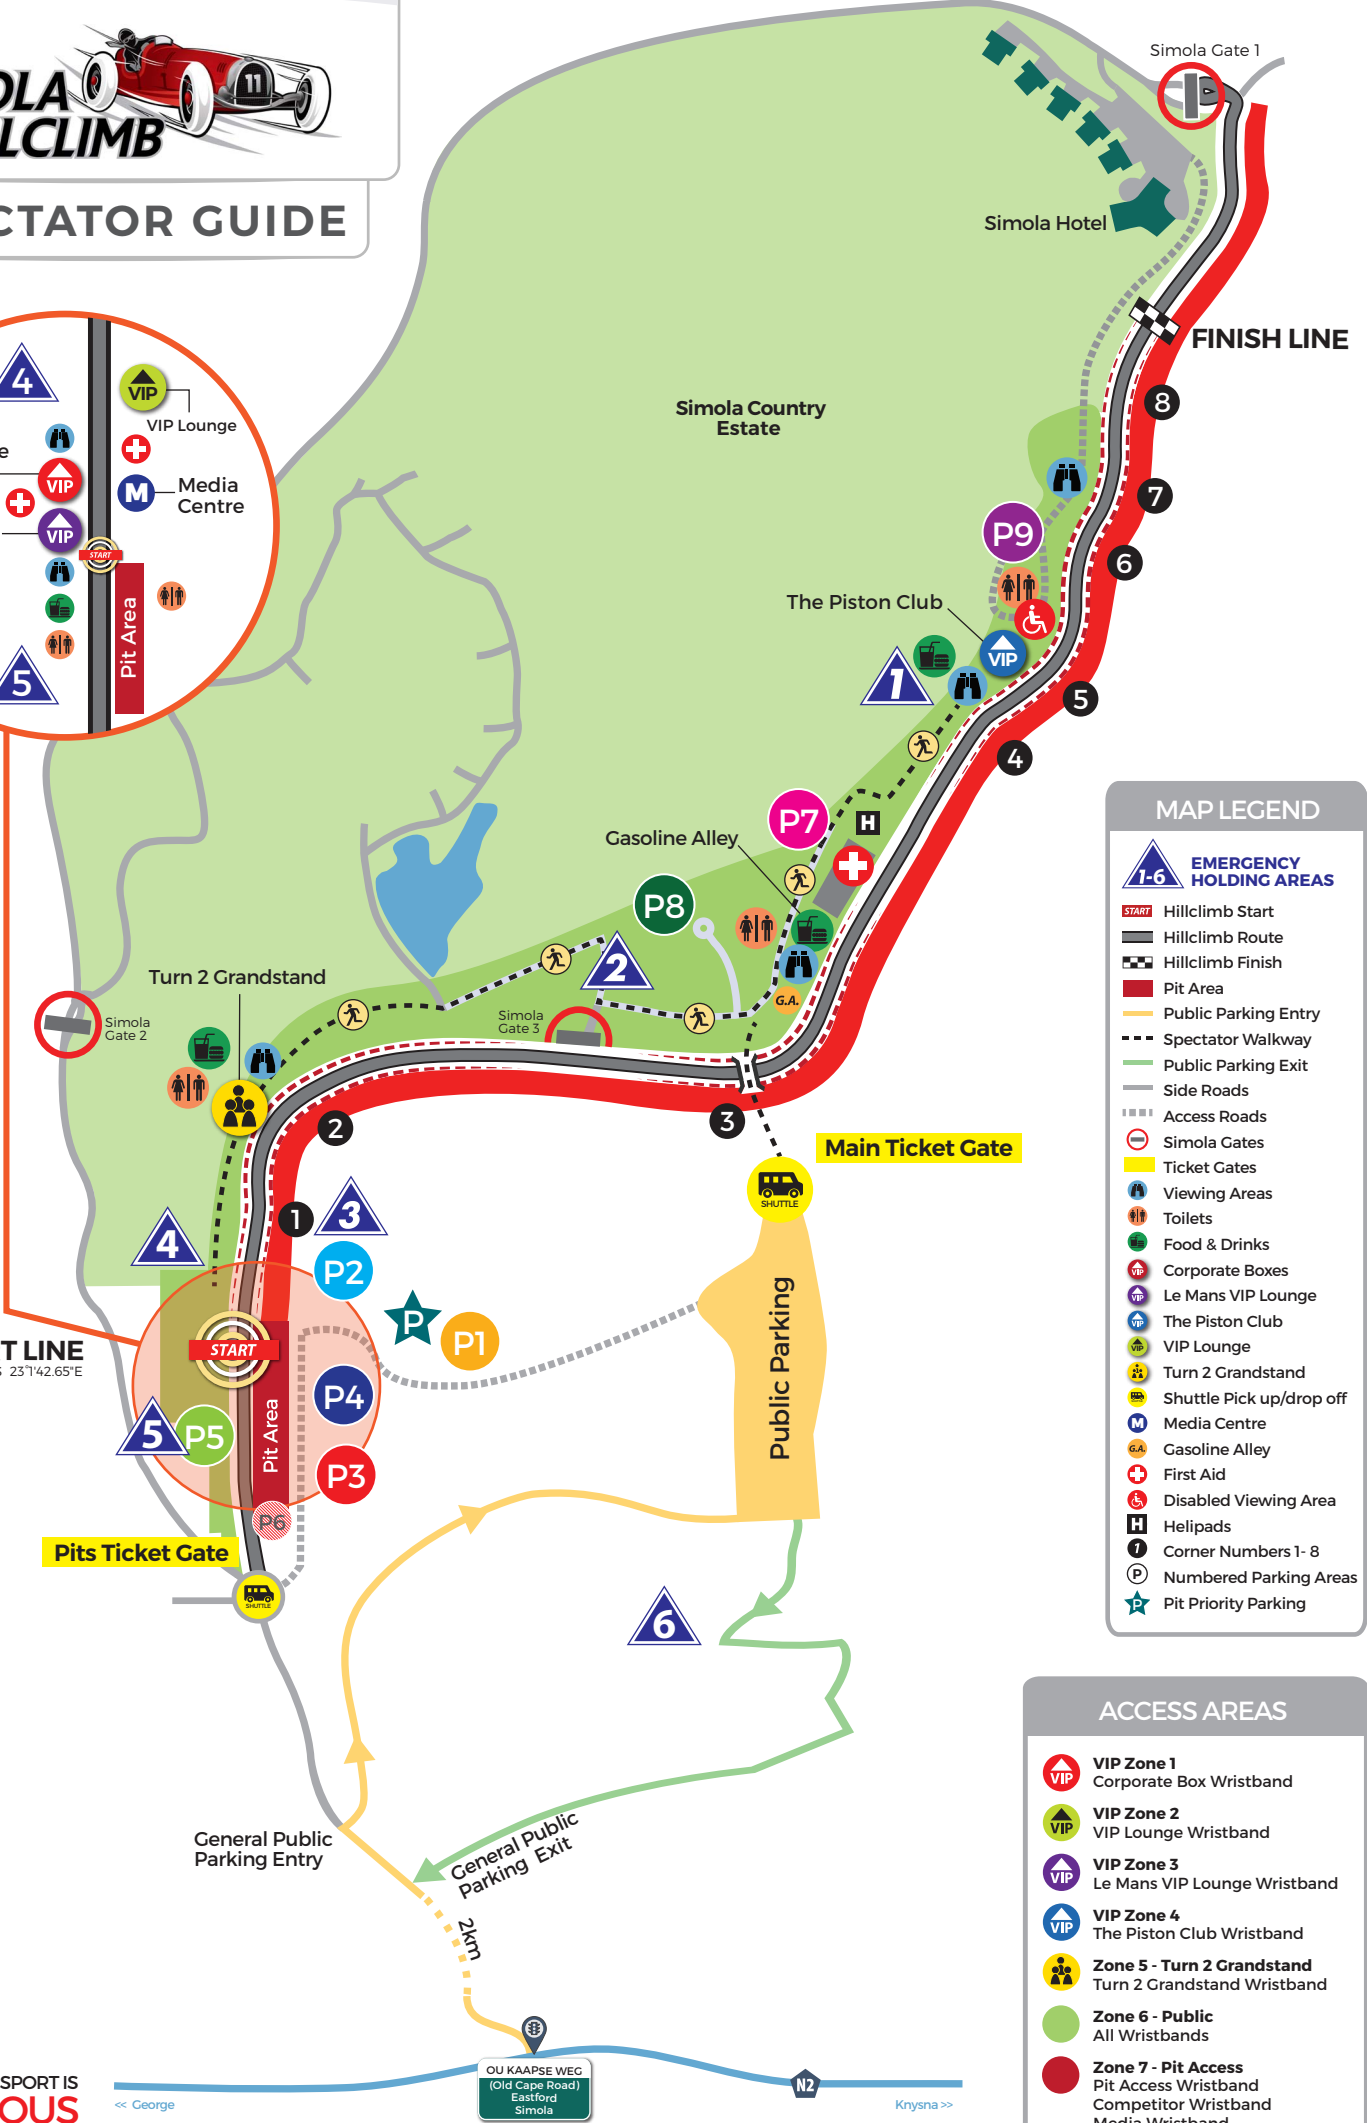 OLA
LCLIMB
11
CTATOR GUIDE
Simola Gate 1
Simola Hotel
FINISH LINE
Simola Country
Estate
8
7
6
5
4
P9
The Piston Club
VIP
1
4
VIP
VIP Lounge
e
VIP
M
Media
Centre
VIP
START
Pit Area
5
P7
H
Gasoline Alley
P8
2
G.A.
Turn 2 Grandstand
Simola
Gate 2
Simola
Gate 3
2
3
Main Ticket Gate
SHUTTLE
1
3
4
P2
P
P1
START
T LINE
S 23°1'42.65"E
P4
5
P5
Pit Area
P3
P6
Public Parking
Pits Ticket Gate
SHUTTLE
6
General Public
Parking Entry
General Public
Parking Exit
2km
OU KAAPSE WEG
(Old Cape Road)
Eastford
Simola
N2
<< George
Knysna >>
SPORT IS
OUS
MAP LEGEND
1-6
EMERGENCY
HOLDING AREAS
START Hillclimb Start
Hillclimb Route
Hillclimb Finish
Pit Area
Public Parking Entry
Spectator Walkway
Public Parking Exit
Side Roads
Access Roads
Simola Gates
Ticket Gates
Viewing Areas
Toilets
Food & Drinks
VIP Corporate Boxes
VIP Le Mans VIP Lounge
VIP The Piston Club
VIP VIP Lounge
Turn 2 Grandstand
Shuttle Pick up/drop off
M Media Centre
G.A. Gasoline Alley
First Aid
Disabled Viewing Area
H Helipads
1 Corner Numbers 1- 8
P Numbered Parking Areas
P Pit Priority Parking
ACCESS AREAS
VIP
VIP Zone 1
Corporate Box Wristband
VIP
VIP Zone 2
VIP Lounge Wristband
VIP
VIP Zone 3
Le Mans VIP Lounge Wristband
VIP
VIP Zone 4
The Piston Club Wristband
Zone 5 - Turn 2 Grandstand
Turn 2 Grandstand Wristband
Zone 6 - Public
All Wristbands
Zone 7 - Pit Access
Pit Access Wristband
Competitor Wristband
Media Wristband